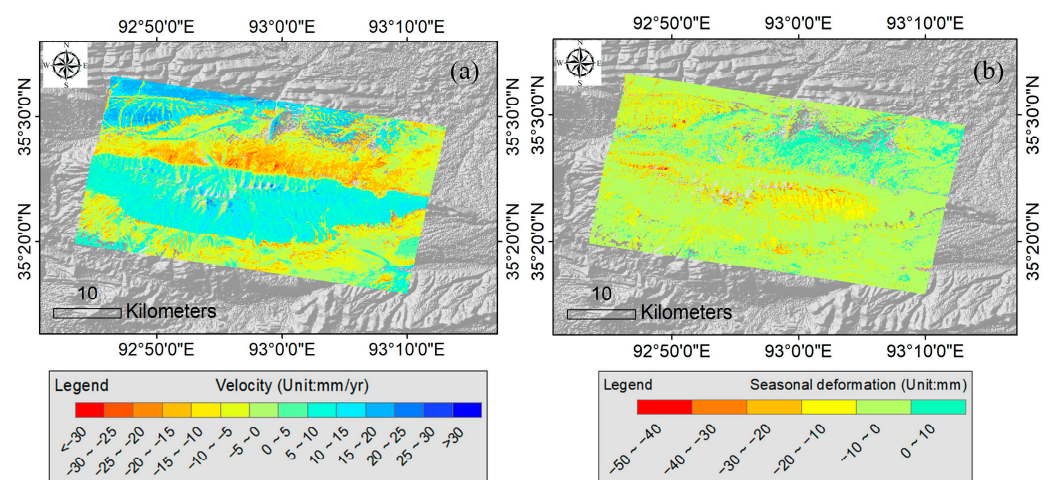 92°50'0"E 93°0'0"E 93°10'0"E
N
W E
S
(a)
35°30'0"N
35°30'0"N
35°20'0"N
35°20'0"N
10
Kilometers
92°50'0"E 93°0'0"E 93°10'0"E
Legend Velocity (Unit:mm/yr)
<−30
−30 ~ −25
−25 ~ −20
−20 ~ −15
−15 ~ −10
−10 ~ −5
−5 ~ 0
0 ~ 5
5 ~ 10
10 ~ 15
15 ~ 20
20 ~ 25
25 ~ 30
>30
92°50'0"E 93°0'0"E 93°10'0"E
N
W E
S
(b)
35°30'0"N
35°30'0"N
35°20'0"N
35°20'0"N
10
Kilometers
92°50'0"E 93°0'0"E 93°10'0"E
Legend Seasonal deformation (Unit:mm)
−50 ~ −40
−40 ~ −30
−30 ~ −20
−20 ~ −10
−10 ~ 0
0 ~ 10